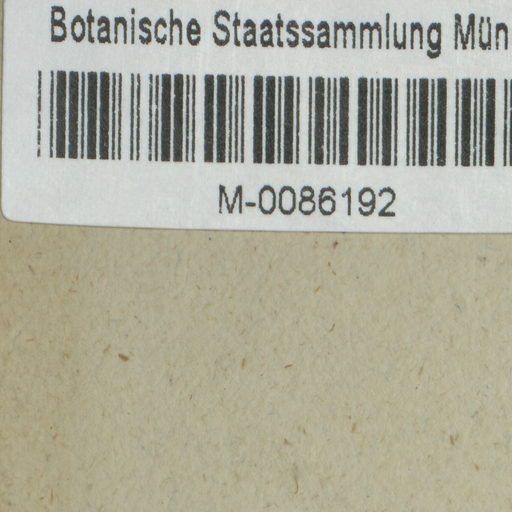 Botanische Staatssammlung Mün
M-0086192